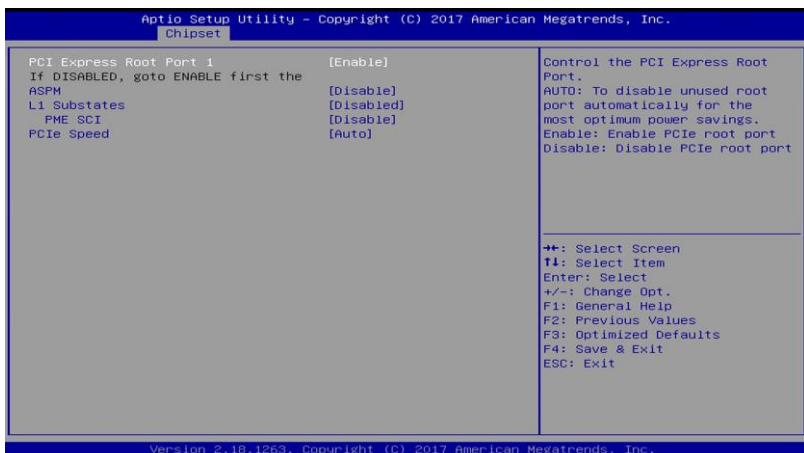 Aptio Setup Utility – Copyright (C) 2017 American Megatrends, Inc.
Chipset
PCI Express Root Port 1 [Enable]
If DISABLED, goto ENABLE first the
ASPM [Disable]
L1 Substates [Disabled]
PME SCI [Disable]
PCIe Speed [Auto]
Control the PCI Express Root
Port.
AUTO: To disable unused root
port automatically for the
most optimum power savings.
Enable: Enable PCIe root port
Disable: Disable PCIe root port
→←: Select Screen
↑↓: Select Item
Enter: Select
+/-: Change Opt.
F1: General Help
F2: Previous Values
F3: Optimized Defaults
F4: Save & Exit
ESC: Exit
Version 2.18.1263. Copyright (C) 2017 American Megatrends, Inc.